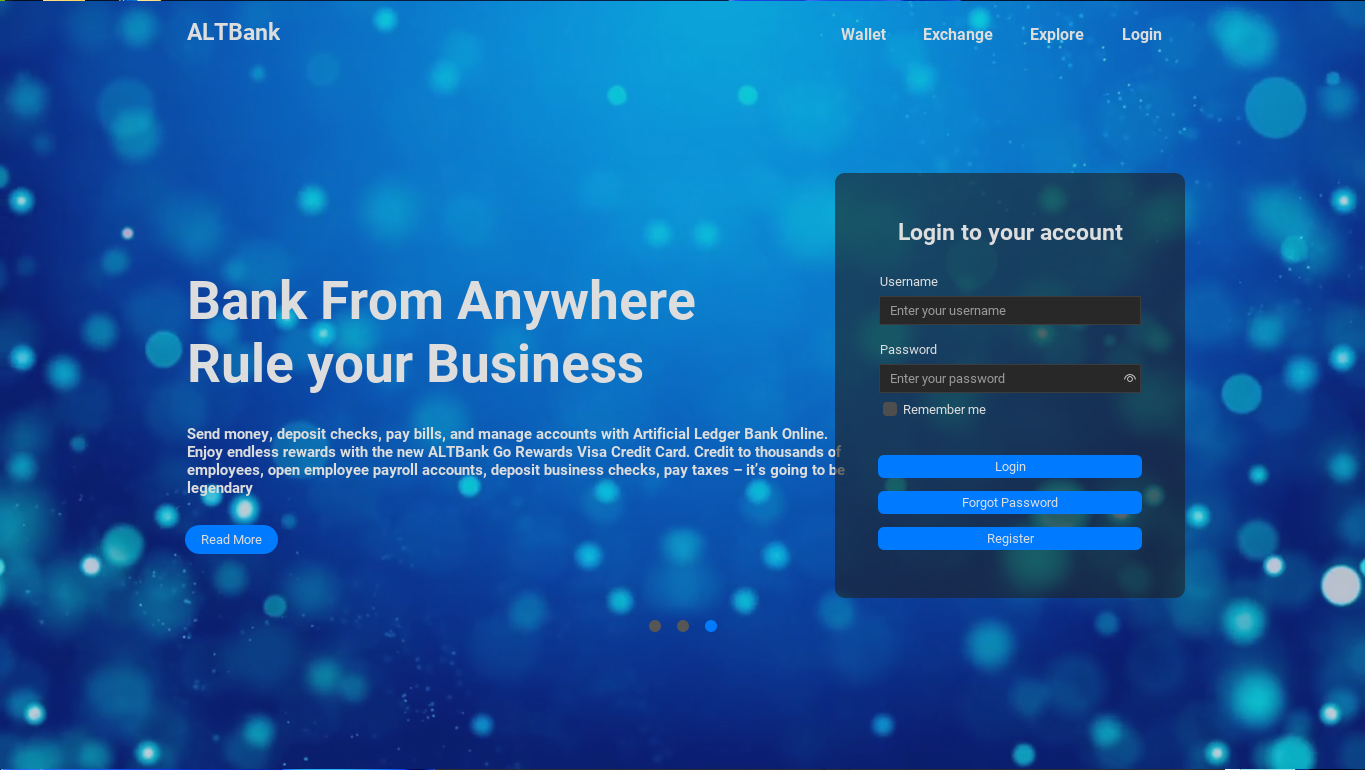 ALTBank
Wallet
Exchange
Explore
Login
Bank From Anywhere
Rule your Business
Send money, deposit checks, pay bills, and manage accounts with Artificial Ledger Bank Online.
Enjoy endless rewards with the new ALTBank Go Rewards Visa Credit Card. Credit to thousands of
employees, open employee payroll accounts, deposit business checks, pay taxes – it’s going to be
legendary
Read More
Login to your account
Username
Enter your username
Password
Enter your password
Remember me
Login
Forgot Password
Register